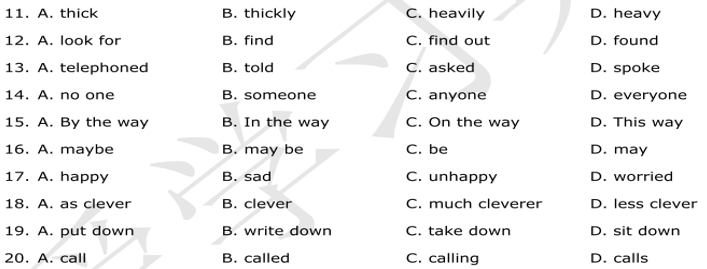 11. A. thick B. thickly C. heavily D. heavy
12. A. look for B. find C. find out D. found
13. A. telephoned B. told C. asked D. spoke
14. A. no one B. someone C. anyone D. everyone
15. A. By the way B. In the way C. On the way D. This way
16. A. maybe B. may be C. be D. may
17. A. happy B. sad C. unhappy D. worried
18. A. as clever B. clever C. much cleverer D. less clever
19. A. put down B. write down C. take down D. sit down
20. A. call B. called C. calling D. calls